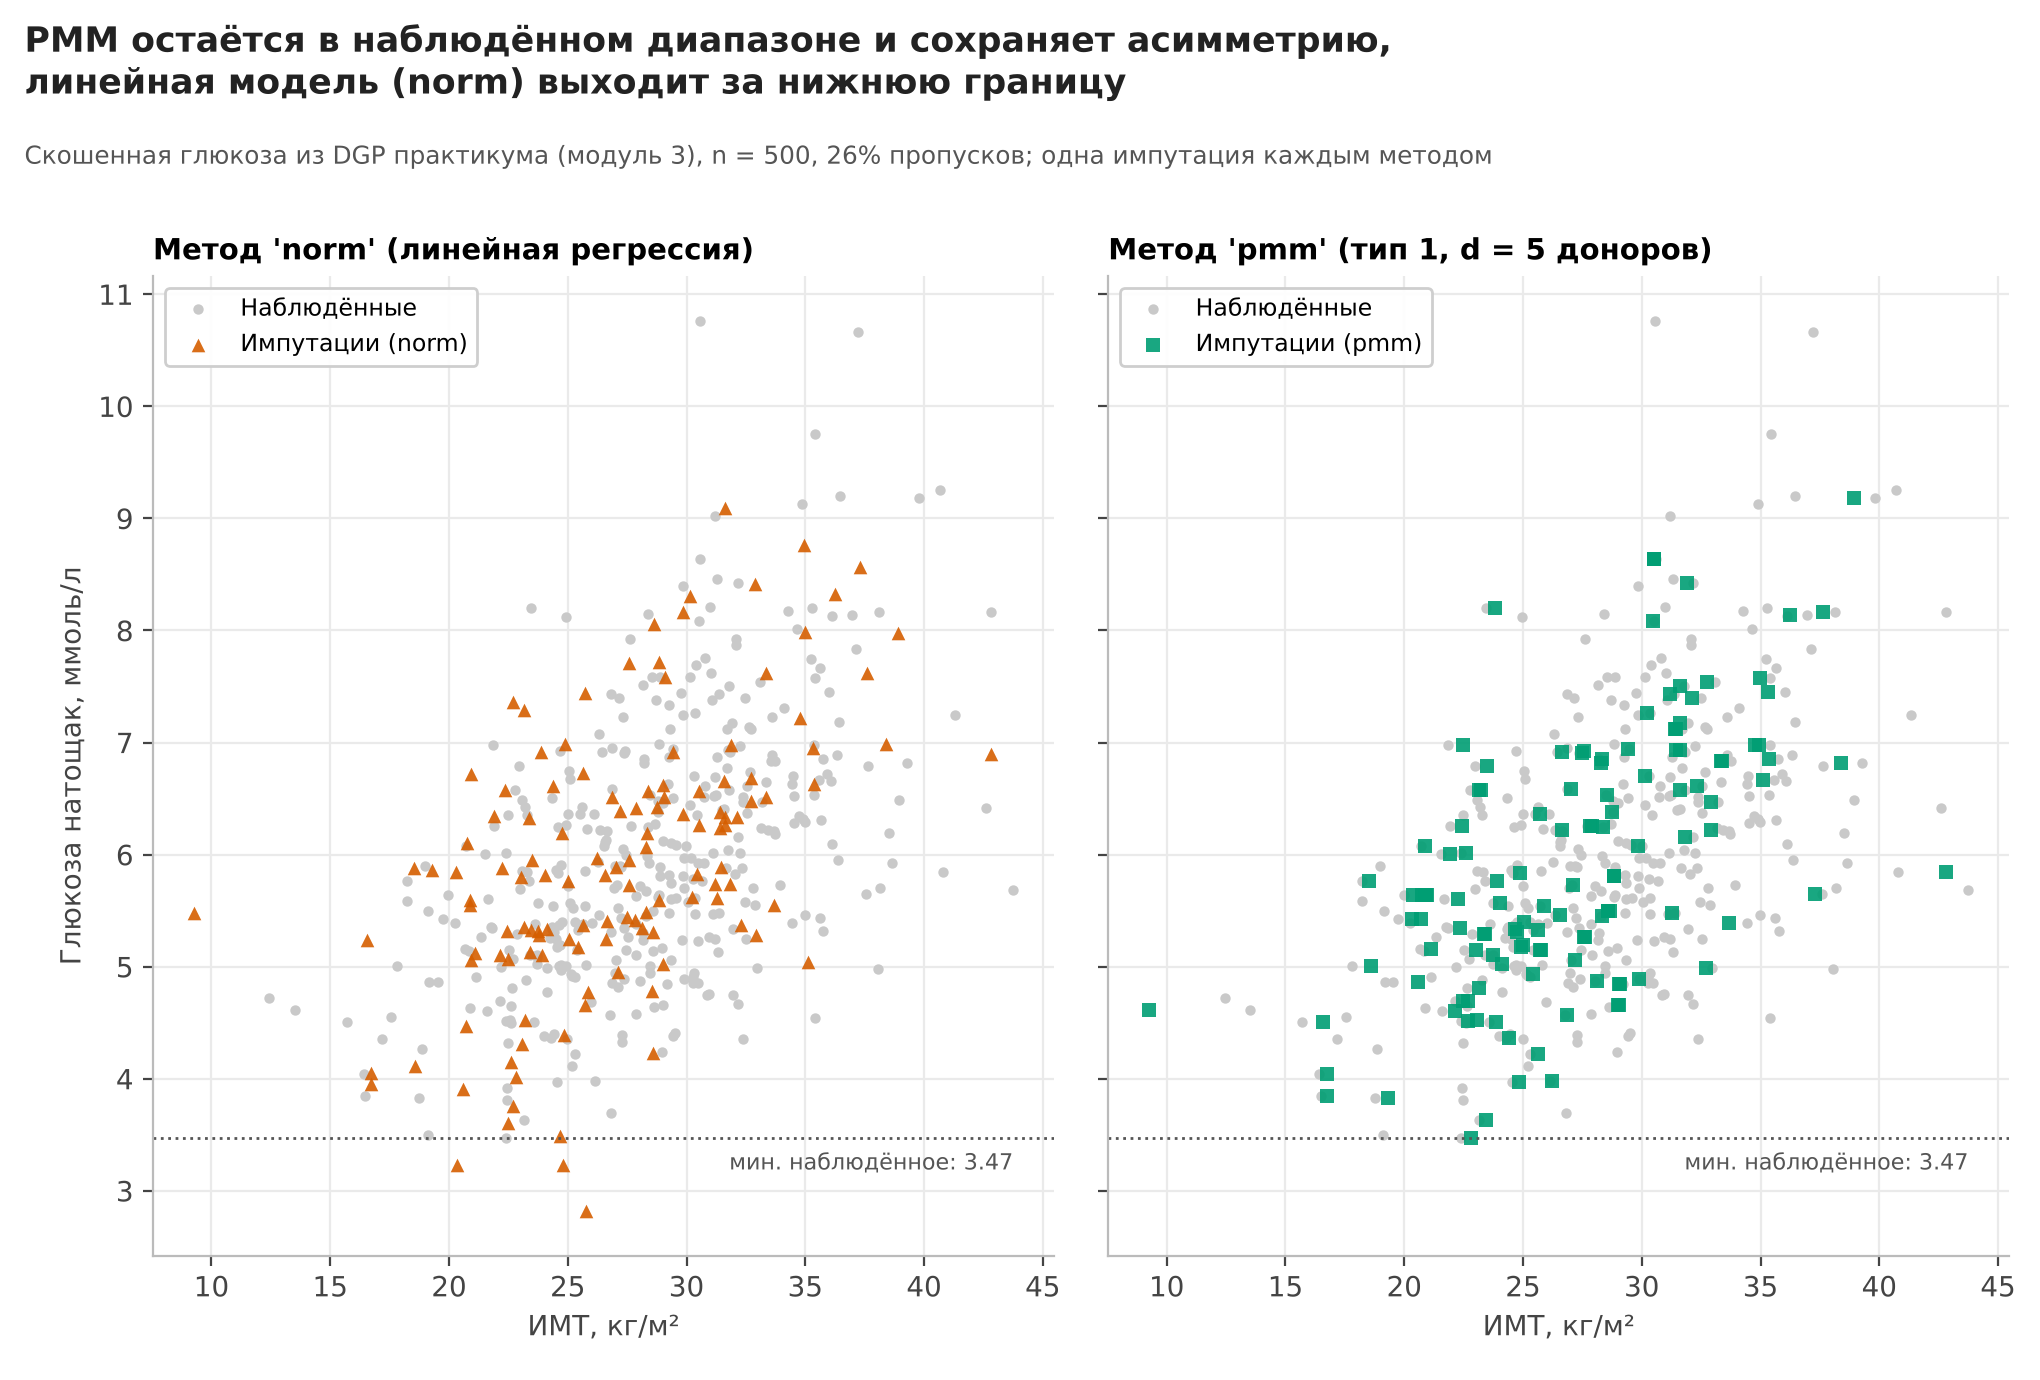 PMM остаётся в наблюдённом диапазоне и сохраняет асимметрию,
линейная модель (norm) выходит за нижнюю границу
Скошенная глюкоза из DGP практикума (модуль 3), n = 500, 26% пропусков; одна импутация каждым методом
Метод 'norm' (линейная регрессия)
Наблюдённые
Импутации (norm)
11
10
9
8
7
6
5
4
3
Глюкоза натощак, ммоль/л
мин. наблюдённое: 3.47
10 15 20 25 30 35 40 45
ИМТ, кг/м²
Метод 'pmm' (тип 1, d = 5 доноров)
Наблюдённые
Импутации (pmm)
мин. наблюдённое: 3.47
10 15 20 25 30 35 40 45
ИМТ, кг/м²